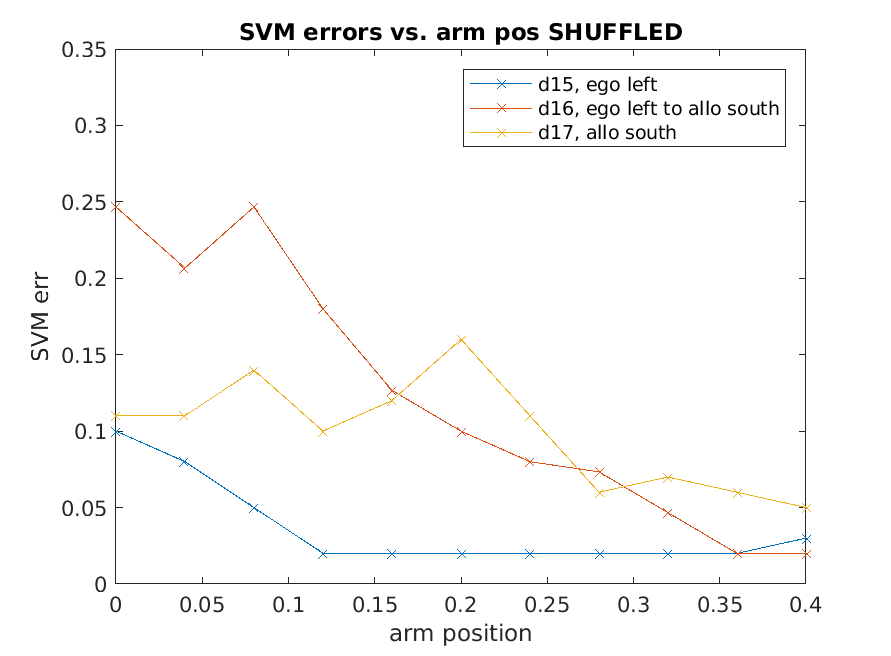 SVM errors vs. arm pos SHUFFLED
0.35
0.3
0.25
0.2
0.15
0.1
0.05
0
SVM err
d15, ego left
d16, ego left to allo south
d17, allo south
0 0.05 0.1 0.15 0.2 0.25 0.3 0.35 0.4
arm position